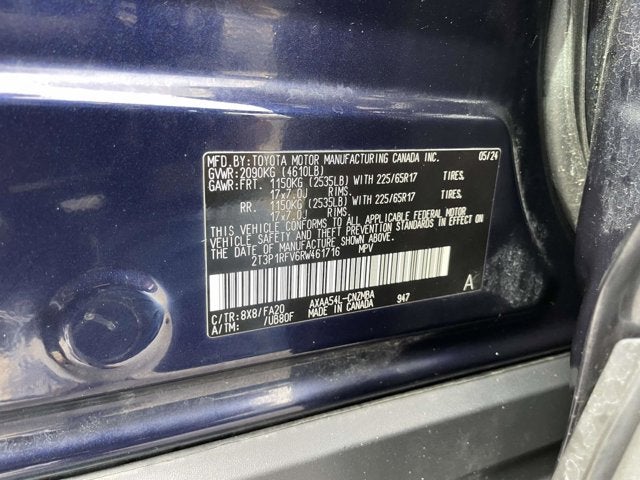 MFD.BY:TOYOTA MOTOR MANUFACTURING CANADA INC. 05/24
GVWR:2090KG (4610LB)
GAWR:FRT. 1150KG (2535LB) WITH 225/65R17 TIRES,
17x7.0J RIMS.
RR. 1150KG (2535LB) WITH 225/65R17 TIRES,
17x7.0J RIMS.
THIS VEHICLE CONFORMS TO ALL APPLICABLE FEDERAL MOTOR
VEHICLE SAFETY AND THEFT PREVENTION STANDARDS IN EFFECT
ON THE DATE OF MANUFACTURE SHOWN ABOVE.
2T3P1RFV6RW461716 MPV
C/TR:8X8/FA20 AXAA54L-CNZMBA 947 A
A/TM: /UB80F MADE IN CANADA